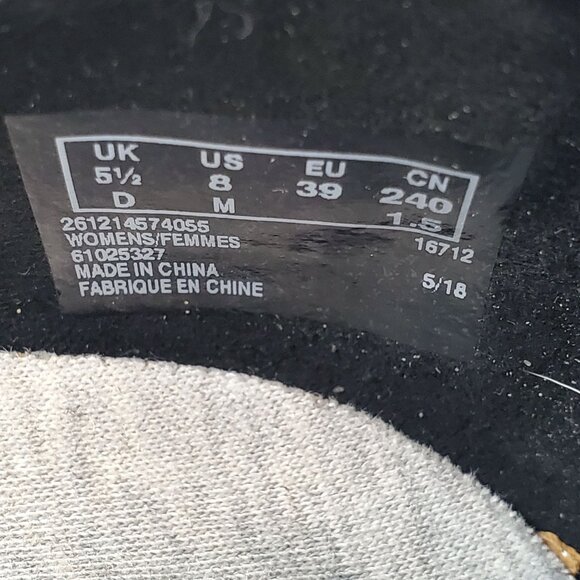 UK US EU CN
5½ 8 39 240
D M 1.5
261214574055 16712
WOMENS/FEMMES
61025327
MADE IN CHINA 5/18
FABRIQUE EN CHINE